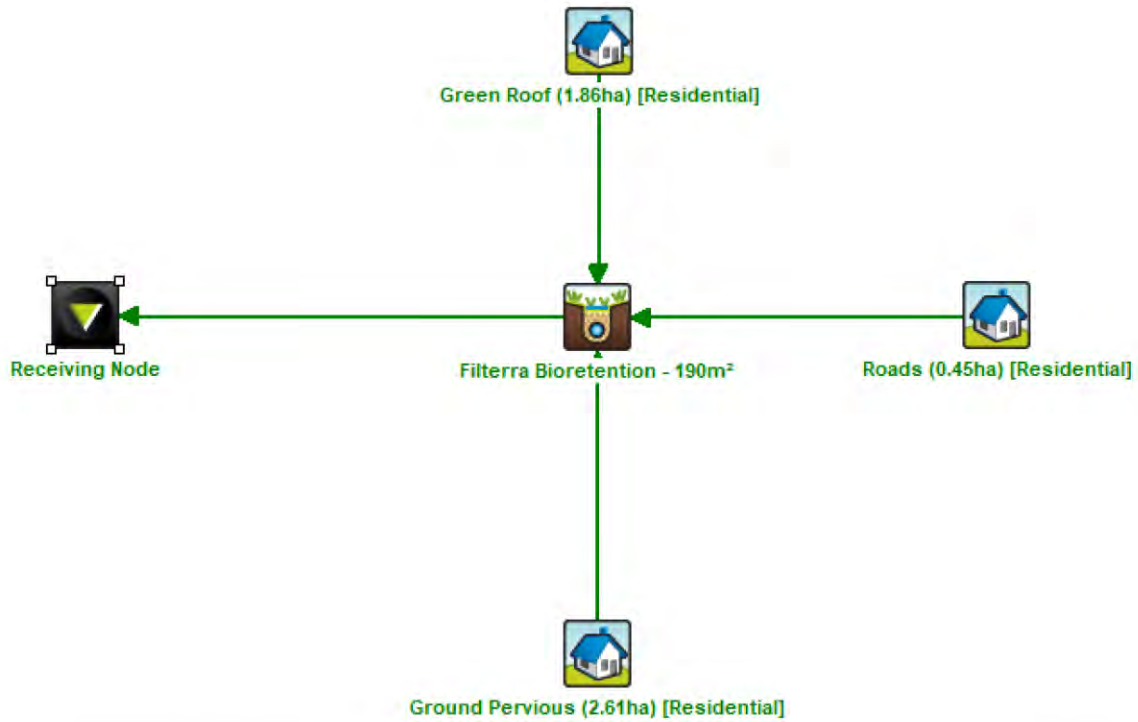 Green Roof (1.86ha) [Residential]
Receiving Node
Filterra Bioretention - 190m²
Roads (0.45ha) [Residential]
Ground Pervious (2.61ha) [Residential]